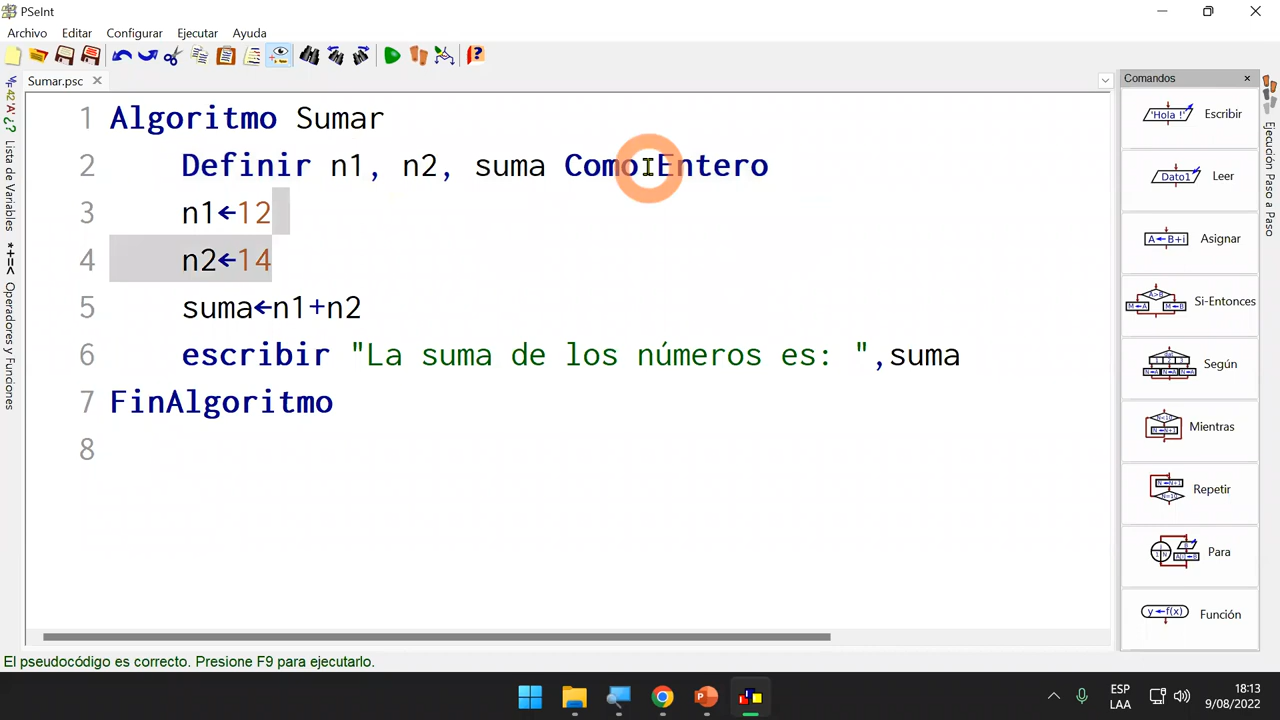 PSeInt
Archivo Editar Configurar Ejecutar Ayuda
Sumar.psc
Comandos
1 Algoritmo Sumar
2 Definir n1, n2, suma Como Entero
3 n1←12
4 n2←14
5 suma←n1+n2
6 escribir "La suma de los números es: ",suma
7 FinAlgoritmo
8
Lista de Variables
*+=< Operadores y Funciones
'Hola !' Escribir
Dato1 Leer
A←B+i Asignar
Si-Entonces
Según
Mientras
Repetir
Para
y←f(x) Función
Ejecución Paso a Paso
El pseudocódigo es correcto. Presione F9 para ejecutarlo.
ESP
LAA
18:13
9/08/2022